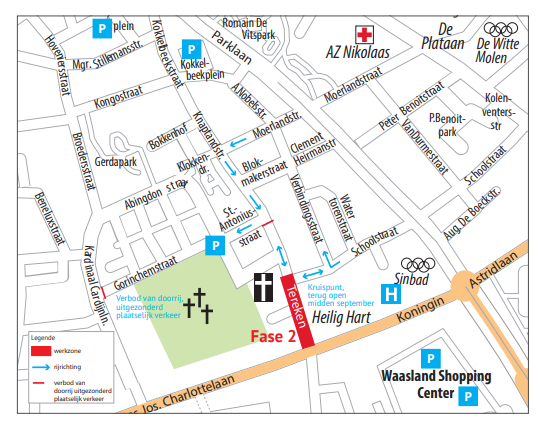 plein
P
Romain De
Vitspark
Parklaan
AZ Nikolaas
De
Plataan
De Witte
Molen
Hovenierstraat
Mgr. Stillemansstr.
Kokkelbeekstraat
P
Kokkel-
beekplein
Kongostraat
A.Nobelstr.
Moerlandstraat
Moerlandstr.
Peter Benoitstraat
Kolen-
venters-
str
P.Benoit-
park
VanDurmestraat
Schoolstraat
Knaplandstr.
Bokkenhof
Clement
Heirmanstr
Broedersstraat
Gerdapark
Klokken-
dr.
Blok-
makerstraat
Abingdon straat
Verbindingsstraat
Water
torenstraat
Beneluxstraat
St.-
Antonius-
straat
Schoolstraat
Aug. De Boeckstr.
P
Kardinaal Cardijnln.
Gorinchemstraat
Sinbad
Astridlaan
Verbod van doorrij,
uitgezonderd
plaatselijk verkeer
Kruispunt,
terug open
midden september
H
Tereken
Heilig Hart
Koningin
Fase 2
Legende
werkzone
rijrichting
verbod van
doorrij uitgezonderd
plaatselijk verkeer
Jos. Charlottelaan
P
Waasland Shopping
Center
P